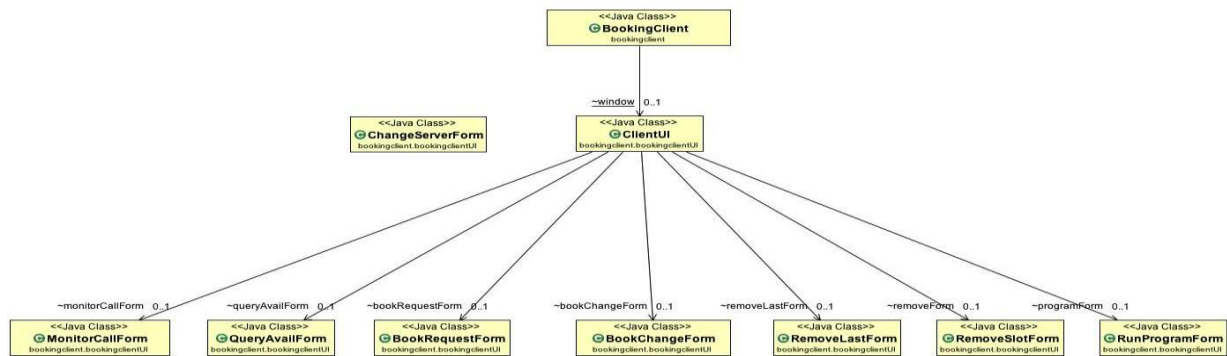 <<Java Class>>
BookingClient
bookingclient
~window 0..1
<<Java Class>>
ChangeServerForm
bookingclient.bookingclientUI
<<Java Class>>
ClientUI
bookingclient.bookingclientUI
~monitorCallForm 0..1
~queryAvailForm 0..1
~bookRequestForm 0..1
~bookChangeForm 0..1
~removeLastForm 0..1
~removeForm 0..1
~programForm 0..1
<<Java Class>>
MonitorCallForm
bookingclient.bookingclientUI
<<Java Class>>
QueryAvailForm
bookingclient.bookingclientUI
<<Java Class>>
BookRequestForm
bookingclient.bookingclientUI
<<Java Class>>
BookChangeForm
bookingclient.bookingclientUI
<<Java Class>>
RemoveLastForm
bookingclient.bookingclientUI
<<Java Class>>
RemoveSlotForm
bookingclient.bookingclientUI
<<Java Class>>
RunProgramForm
bookingclient.bookingclientUI